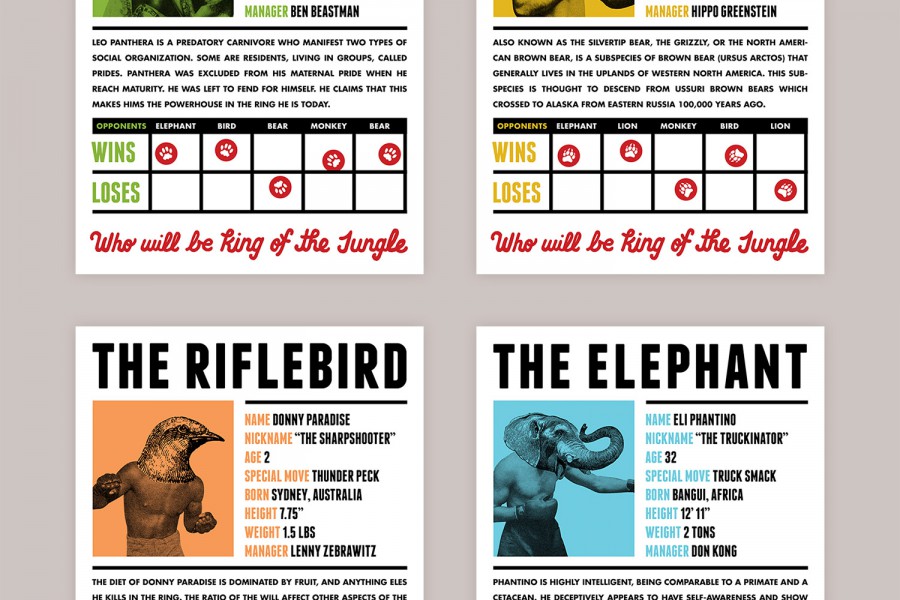 MANAGER BEN BEASTMAN
LEO PANTHERA IS A PREDATORY CARNIVORE WHO MANIFEST TWO TYPES OF
SOCIAL ORGANIZATION. SOME ARE RESIDENTS, LIVING IN GROUPS, CALLED
PRIDES. PANTHERA WAS EXCLUDED FROM HIS MATERNAL PRIDE WHEN HE
REACH MATURITY. HE WAS LEFT TO FEND FOR HIMSELF. HE CLAIMS THAT THIS
MAKES HIMS THE POWERHOUSE IN THE RING HE IS TODAY.
OPPONENTS ELEPHANT BIRD BEAR MONKEY BEAR
WINS
LOSES
Who will be King of the Jungle
MANAGER HIPPO GREENSTEIN
ALSO KNOWN AS THE SILVERTIP BEAR, THE GRIZZLY, OR THE NORTH AMERI-
CAN BROWN BEAR, IS A SUBSPECIES OF BROWN BEAR (URSUS ARCTOS) THAT
GENERALLY LIVES IN THE UPLANDS OF WESTERN NORTH AMERICA. THIS SUB-
SPECIES IS THOUGHT TO DESCEND FROM USSURI BROWN BEARS WHICH
CROSSED TO ALASKA FROM EASTERN RUSSIA 100,000 YEARS AGO.
OPPONENTS ELEPHANT LION MONKEY BIRD LION
WINS
LOSES
Who will be King of the Jungle
THE RIFLEBIRD
NAME DONNY PARADISE
NICKNAME “THE SHARPSHOOTER”
AGE 2
SPECIAL MOVE THUNDER PECK
BORN SYDNEY, AUSTRALIA
HEIGHT 7.75”
WEIGHT 1.5 LBS
MANAGER LENNY ZEBRAWITZ
THE DIET OF DONNY PARADISE IS DOMINATED BY FRUIT, AND ANYTHING ELES
HE KILLS IN THE RING. THE RATIO OF THE WILL AFFECT OTHER ASPECTS OF THE
THE ELEPHANT
NAME ELI PHANTINO
NICKNAME “THE TRUCKINATOR”
AGE 32
SPECIAL MOVE TRUCK SMACK
BORN BANGUI, AFRICA
HEIGHT 12’ 11”
WEIGHT 2 TONS
MANAGER DON KONG
PHANTINO IS HIGHLY INTELLIGENT, BEING COMPARABLE TO A PRIMATE AND A
CETACEAN. HE DECEPTIVELY APPEARS TO HAVE SELF-AWARENESS AND SHOW